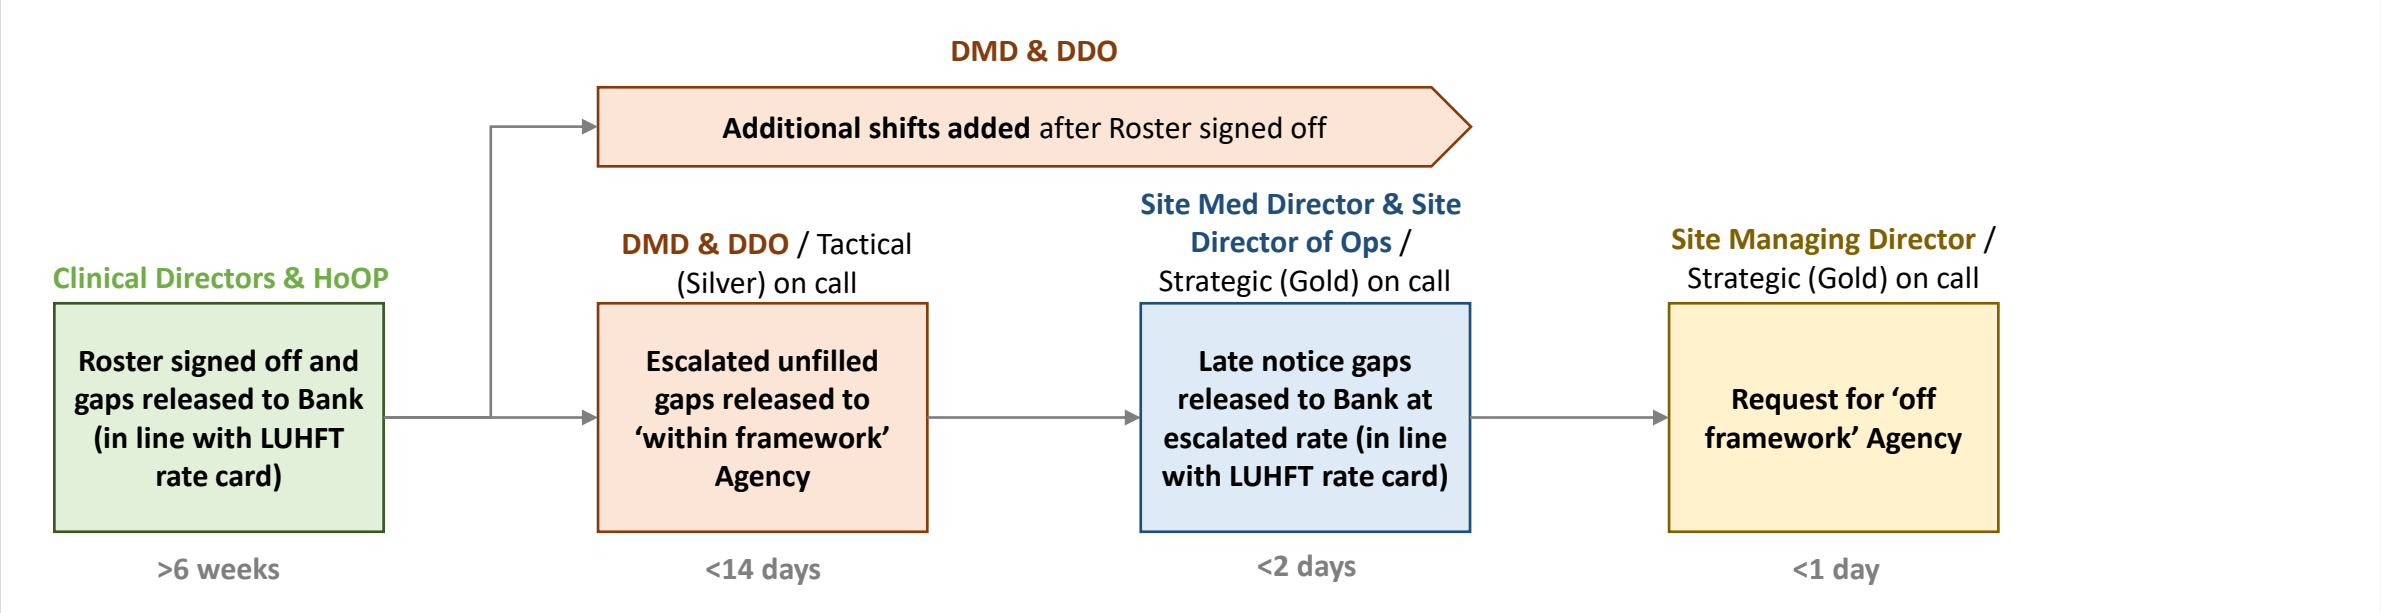 DMD & DDO
Additional shifts added after Roster signed off
Clinical Directors & HoOP
Roster signed off and
gaps released to Bank
(in line with LUHFT
rate card)
>6 weeks
DMD & DDO / Tactical
(Silver) on call
Escalated unfilled
gaps released to
‘within framework’
Agency
<14 days
Site Med Director & Site
Director of Ops /
Strategic (Gold) on call
Late notice gaps
released to Bank at
escalated rate (in line
with LUHFT rate card)
<2 days
Site Managing Director /
Strategic (Gold) on call
Request for ‘off
framework’ Agency
<1 day